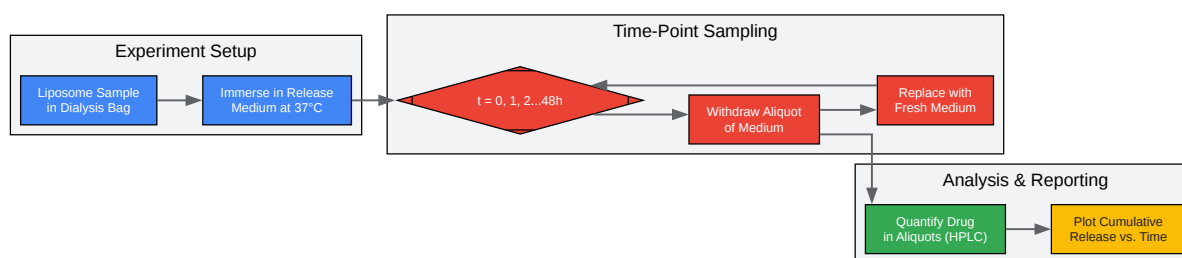 Experiment Setup
Liposome Sample
in Dialysis Bag
Immerse in Release
Medium at 37°C
Time-Point Sampling
t = 0, 1, 2...48h
Withdraw Aliquot
of Medium
Replace with
Fresh Medium
Analysis & Reporting
Quantify Drug
in Aliquots (HPLC)
Plot Cumulative
Release vs. Time